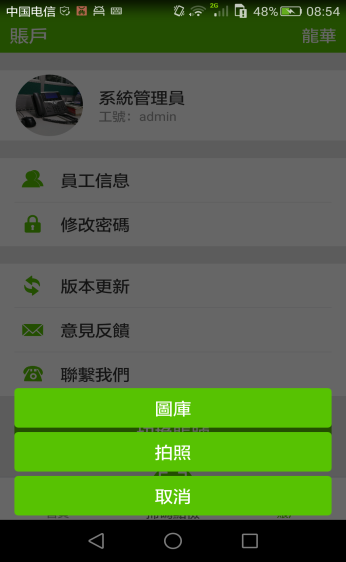 中国电信 2G 48% 08:54
賬戶 龍華
系統管理員
工號: admin
員工信息
修改密碼
版本更新
意見反饋
聯繫我們
圖庫
拍照
取消